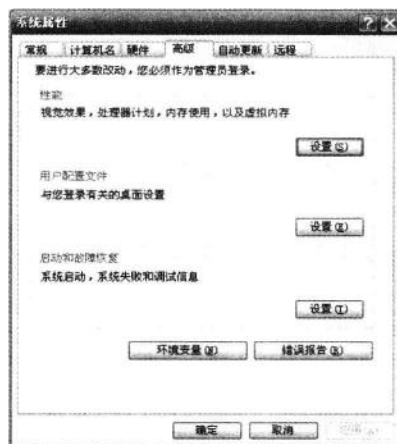 系统属性
常规 计算机名 硬件 高级 自动更新 远程
要进行大多数改动，您必须作为管理员登录。
性能
视觉效果，处理器计划，内存使用，以及虚拟内存
设置(S)
用户配置文件
与您登录有关的桌面设置
设置(E)
启动和故障恢复
系统启动，系统失败和调试信息
设置(T)
环境变量(N) 错误报告(R)
确定 取消